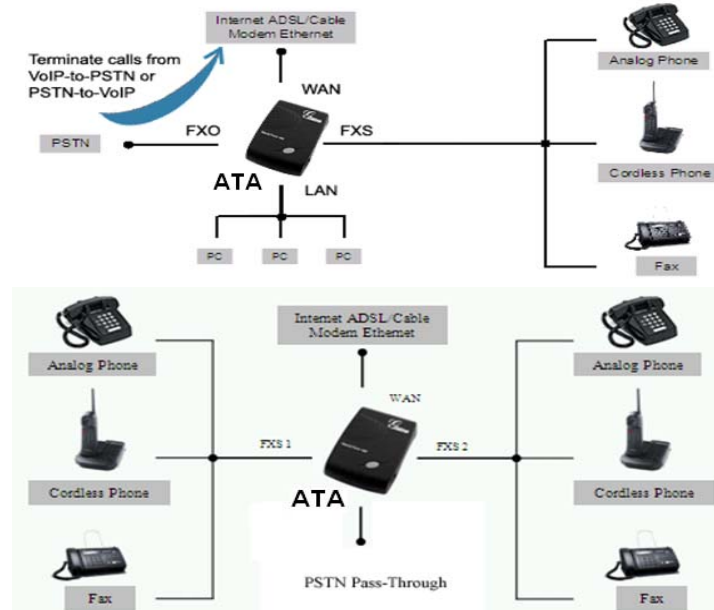 Internet ADSL/Cable
Modem Ethernet
Terminate calls from
VoIP-to-PSTN or
PSTN-to-VoIP
WAN
Analog Phone
PSTN
FXO
FXS
ATA
LAN
Cordless Phone
PC
PC
PC
Fax
Internet ADSL/Cable
Modem Ethernet
Analog Phone
Analog Phone
WAN
FXS 1
FXS 2
ATA
Cordless Phone
Cordless Phone
PSTN Pass-Through
Fax
Fax